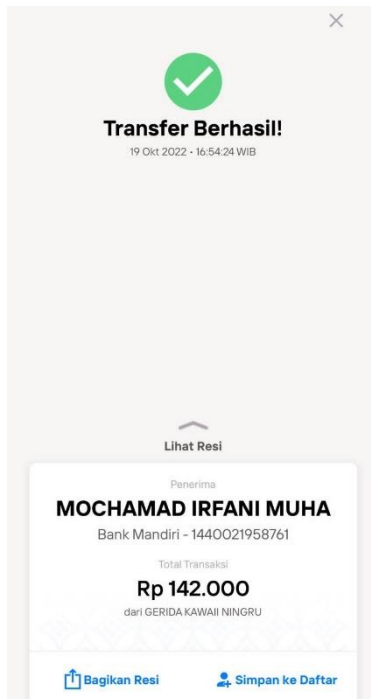 Transfer Berhasil!
19 Okt 2022 • 16:54:24 WIB
Lihat Resi
Penerima
MOCHAMAD IRFANI MUHA
Bank Mandiri - 1440021958761
Total Transaksi
Rp 142.000
dari GERIDA KAWAII NINGRU
Bagikan Resi
Simpan ke Daftar